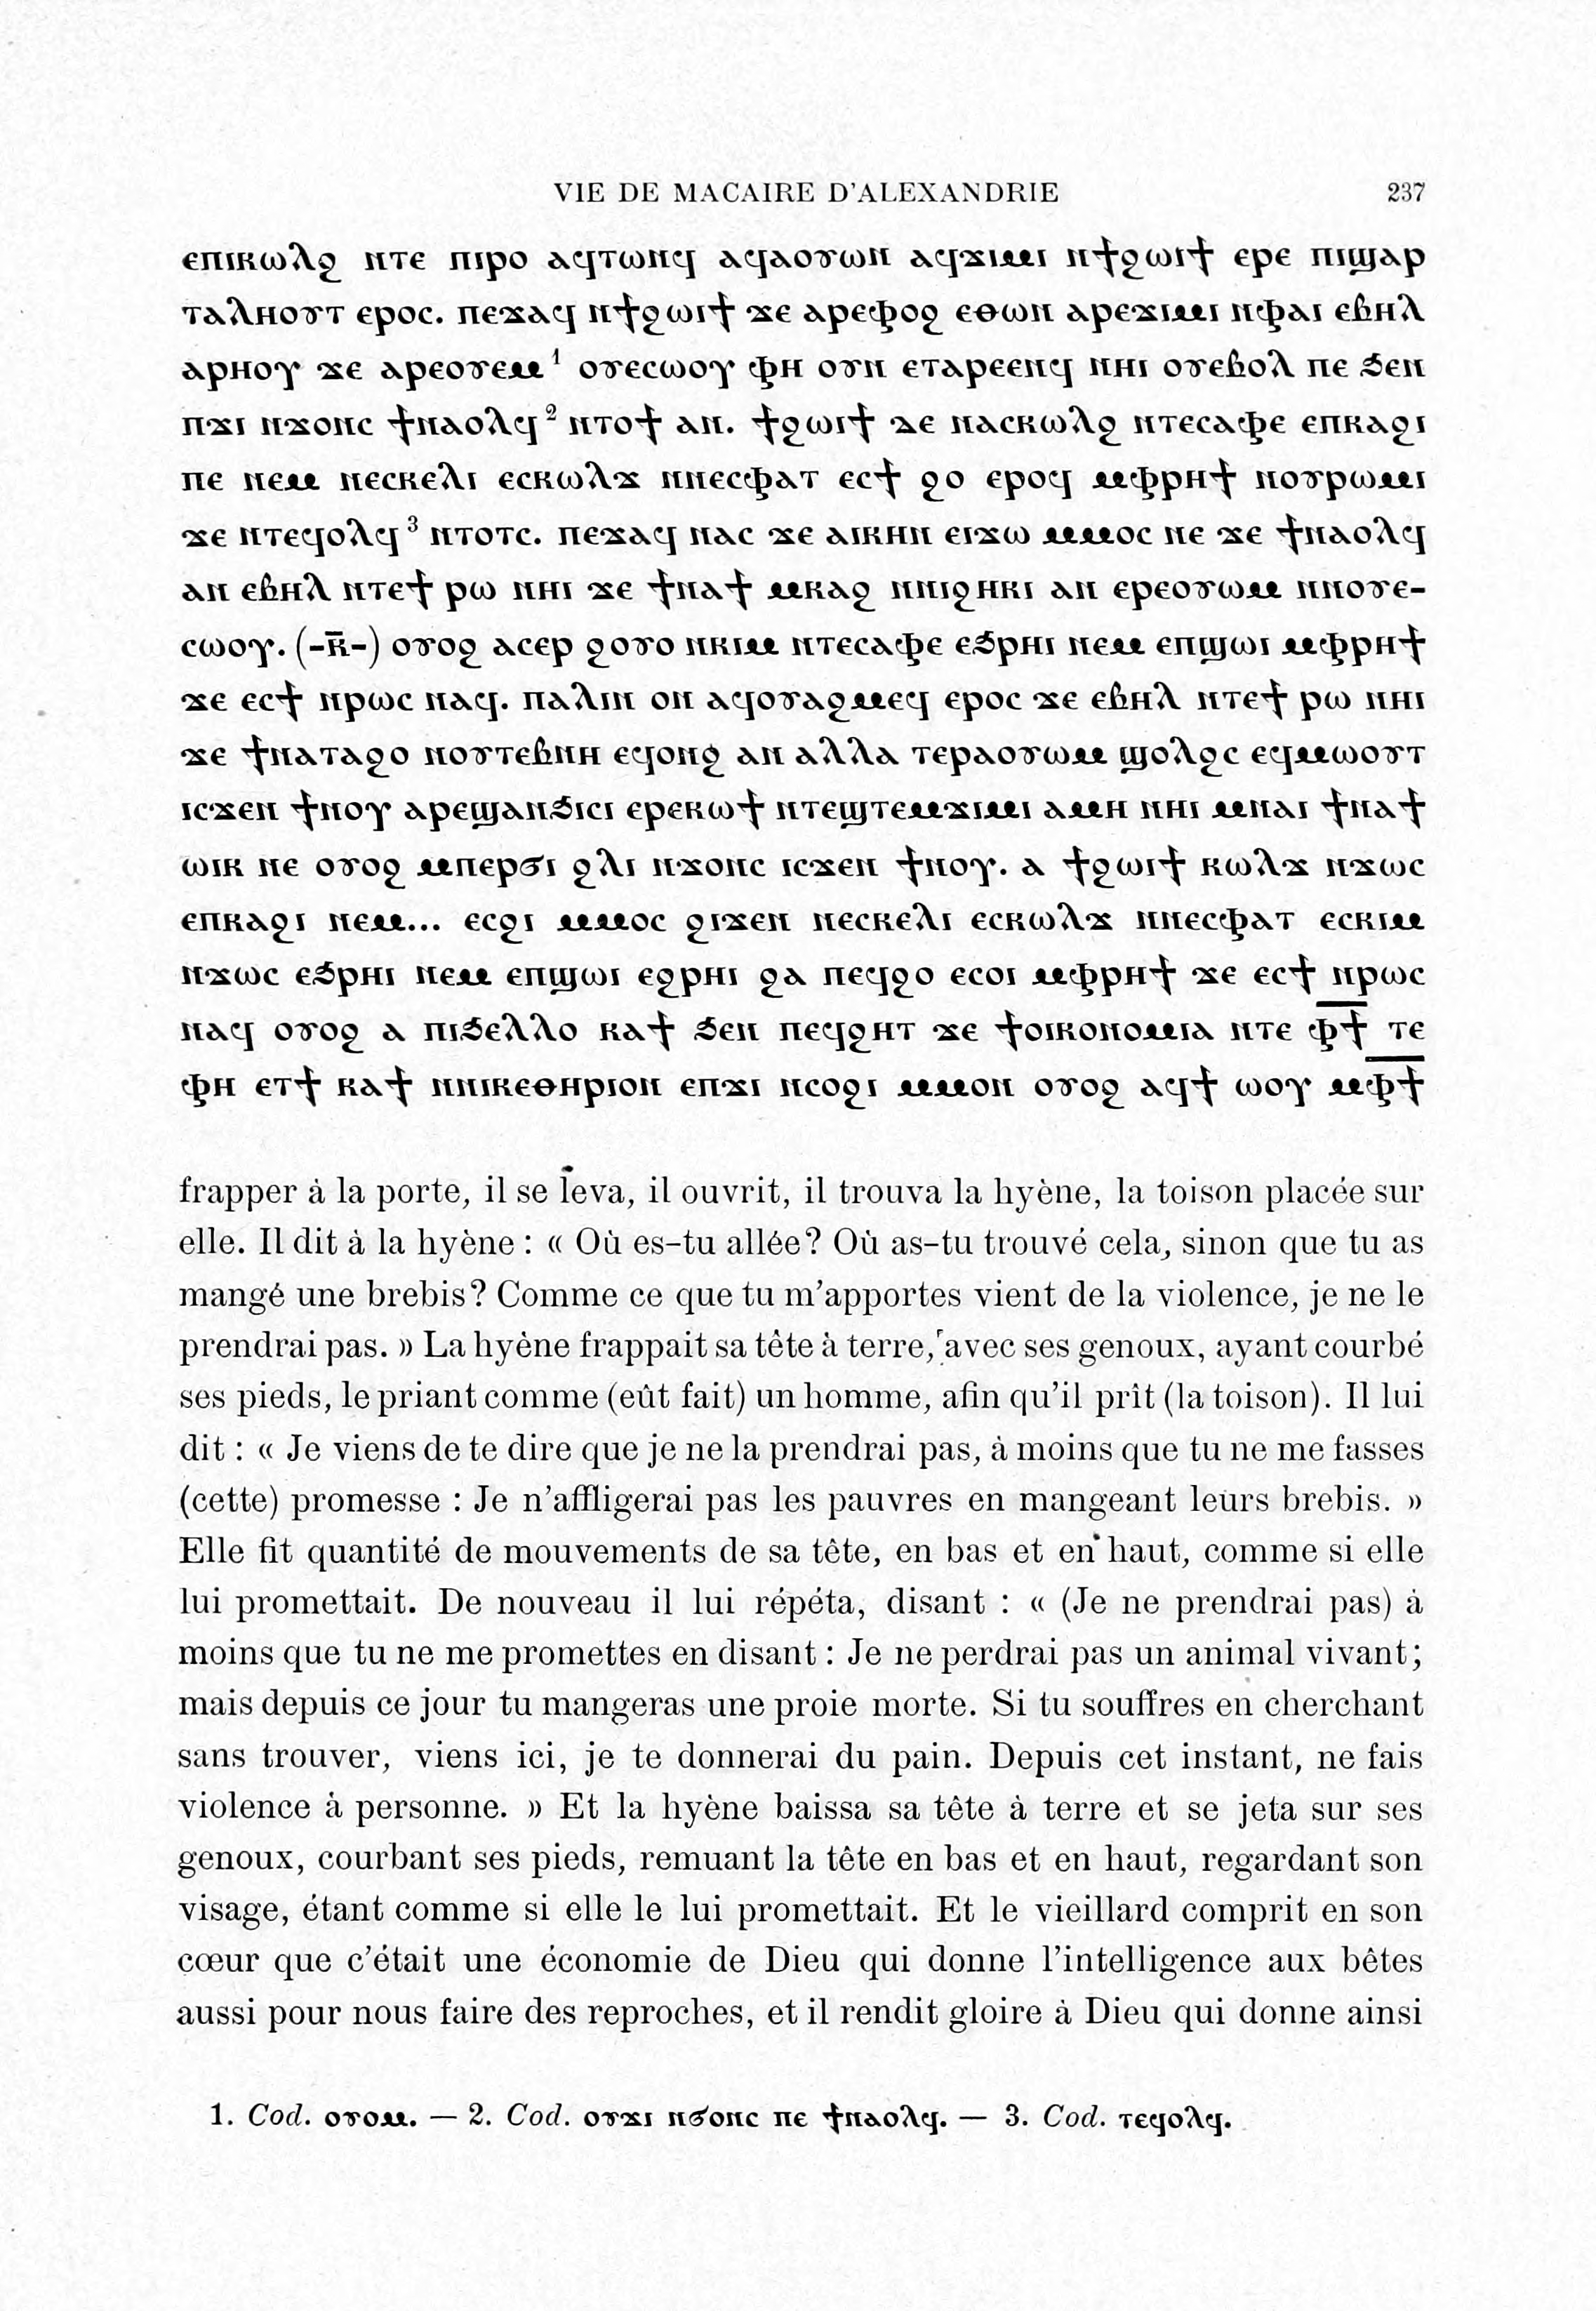 VIE DE MACAIRE D'ALEXANDRIE 237
ⲉⲡⲓⲕⲱⲗϩ ⲛⲧⲉ ⲡⲓⲣⲟ ⲁϥⲧⲱⲛϥ ⲁϥⲁⲟⲩⲱⲛ ⲁϥϫⲓⲙⲓ ⲛϯϩⲱⲓϯ ⲉⲣⲉ ⲡⲓϣⲁⲣ
ⲧⲁⲗⲏⲟⲩⲧ ⲉⲣⲟⲥ. ⲡⲉϫⲁϥ ⲛϯϩⲱⲓϯ ϫⲉ ⲁⲣⲉⲫⲟϩ ⲉⲑⲱⲛ ⲁⲣⲉϫⲓⲙⲓ ⲛⲫⲁⲓ ⲉⲃⲏⲗ
ⲁⲣⲏⲟⲩ ϫⲉ ⲁⲣⲉⲟⲩⲉⲙ ¹ ⲟⲩⲉⲥⲱⲟⲩ ⲫⲏ ⲟⲩⲛ ⲉⲧⲁⲣⲉⲉⲛϥ ⲛⲏⲓ ⲟⲩⲉⲃⲟⲗ ⲡⲉ ϧⲉⲛ
ⲡϫⲓ ⲛϫⲟⲛⲥ ϯⲛⲁⲟⲗϥ ² ⲛⲧⲟϯ ⲁⲛ. ϯϩⲱⲓϯ ⲇⲉ ⲛⲁⲥⲕⲱⲗϩ ⲛⲧⲉⲥⲁⲫⲉ ⲉⲡⲕⲁϩⲓ
ⲡⲉ ⲛⲉⲙ ⲛⲉⲥⲕⲉⲗⲓ ⲉⲥⲕⲱⲗϫ ⲛⲛⲉⲥⲫⲁⲧ ⲉⲥϯ ϩⲟ ⲉⲣⲟϥ ⲙⲫⲣⲏϯ ⲛⲟⲩⲣⲱⲙⲓ
ϫⲉ ⲛⲧⲉϥⲟⲗϥ ³ ⲛⲧⲟⲧⲥ. ⲡⲉϫⲁϥ ⲛⲁⲥ ϫⲉ ⲁⲓⲕⲏⲛ ⲉⲓϫⲱ ⲙⲙⲟⲥ ⲛⲉ ϫⲉ ϯⲛⲁⲟⲗϥ
ⲁⲛ ⲉⲃⲏⲗ ⲛⲧⲉϯ ⲣⲱ ⲛⲏⲓ ϫⲉ ϯⲛⲁϯ ⲙⲕⲁϩ ⲛⲛⲓϩⲏⲕⲓ ⲁⲛ ⲉⲣⲉⲟⲩⲱⲙ ⲛⲛⲟⲩⲉ-
ⲥⲱⲟⲩ. (-ⲕ̅-) ⲟⲩⲟϩ ⲁⲥⲉⲣ ϩⲟⲩⲟ ⲛⲕⲓⲙ ⲛⲧⲉⲥⲁⲫⲉ ⲉϧⲣⲏⲓ ⲛⲉⲙ ⲉⲡϣⲱⲓ ⲙⲫⲣⲏϯ
ϫⲉ ⲉⲥϯ ⲛⲣⲱⲥ ⲛⲁϥ. ⲡⲁⲗⲓⲛ ⲟⲛ ⲁϥⲟⲩⲁϩⲙⲉϥ ⲉⲣⲟⲥ ϫⲉ ⲉⲃⲏⲗ ⲛⲧⲉϯ ⲣⲱ ⲛⲏⲓ
ϫⲉ ϯⲛⲁⲧⲁϩⲟ ⲛⲟⲩⲧⲉⲃⲛⲏ ⲉϥⲟⲛϩ ⲁⲛ ⲁⲗⲗⲁ ⲧⲉⲣⲁⲟⲩⲱⲙ ϣⲟⲗϩⲥ ⲉϥⲙⲱⲟⲩⲧ
ⲓⲥϫⲉⲛ ϯⲛⲟⲩ ⲁⲣⲉϣⲁⲛϧⲓⲥⲓ ⲉⲣⲉⲕⲱϯ ⲛⲧⲉϣⲧⲉⲙϫⲓⲙⲓ ⲁⲙⲏ ⲛⲏⲓ ⲙⲛⲁⲓ ϯⲛⲁϯ
ⲱⲓⲕ ⲛⲉ ⲟⲩⲟϩ ⲙⲡⲉⲣϭⲓ ϩⲗⲓ ⲛϫⲟⲛⲥ ⲓⲥϫⲉⲛ ϯⲛⲟⲩ. ⲁ ϯϩⲱⲓϯ ⲕⲱⲗϫ ⲛϫⲱⲥ
ⲉⲡⲕⲁϩⲓ ⲛⲉⲙ... ⲉⲥϩⲓ ⲙⲙⲟⲥ ϩⲓϫⲉⲛ ⲛⲉⲥⲕⲉⲗⲓ ⲉⲥⲕⲱⲗϫ ⲛⲛⲉⲥⲫⲁⲧ ⲉⲥⲕⲓⲙ
ⲛϫⲱⲥ ⲉϧⲣⲏⲓ ⲛⲉⲙ ⲉⲡϣⲱⲓ ⲉϩⲣⲏⲓ ϩⲁ ⲡⲉϥϩⲟ ⲉⲥⲟⲓ ⲙⲫⲣⲏϯ ϫⲉ ⲉⲥϯ ⲛⲣⲱⲥ
ⲛⲁϥ ⲟⲩⲟϩ ⲁ ⲡⲓϧⲉⲗⲗⲟ ⲕⲁϯ ϧⲉⲛ ⲡⲉϥϩⲏⲧ ϫⲉ ϯⲟⲓⲕⲟⲛⲟⲙⲓⲁ ⲛⲧⲉ ⲫ̅ϯ̅ ⲧⲉ
ⲫⲏ ⲉⲧϯ ⲕⲁϯ ⲛⲛⲓⲕⲉⲑⲏⲣⲓⲟⲛ ⲉⲡϫⲓ ⲛⲥⲟϩⲓ ⲙⲙⲟⲛ ⲟⲩⲟϩ ⲁϥϯ ⲱⲟⲩ ⲙⲫ̅ϯ̅
frapper à la porte, il se leva, il ouvrit, il trouva la hyène, la toison placée sur
elle. Il dit à la hyène : « Où es-tu allée? Où as-tu trouvé cela, sinon que tu as
mangé une brebis? Comme ce que tu m'apportes vient de la violence, je ne le
prendrai pas. » La hyène frappait sa tête à terre, avec ses genoux, ayant courbé
ses pieds, le priant comme (eût fait) un homme, afin qu'il prît (la toison). Il lui
dit : « Je viens de te dire que je ne la prendrai pas, à moins que tu ne me fasses
(cette) promesse : Je n'affligerai pas les pauvres en mangeant leurs brebis. »
Elle fit quantité de mouvements de sa tête, en bas et en haut, comme si elle
lui promettait. De nouveau il lui répéta, disant : « (Je ne prendrai pas) à
moins que tu ne me promettes en disant : Je ne perdrai pas un animal vivant;
mais depuis ce jour tu mangeras une proie morte. Si tu souffres en cherchant
sans trouver, viens ici, je te donnerai du pain. Depuis cet instant, ne fais
violence à personne. » Et la hyène baissa sa tête à terre et se jeta sur ses
genoux, courbant ses pieds, remuant la tête en bas et en haut, regardant son
visage, étant comme si elle le lui promettait. Et le vieillard comprit en son
cœur que c'était une économie de Dieu qui donne l'intelligence aux bêtes
aussi pour nous faire des reproches, et il rendit gloire à Dieu qui donne ainsi
1. Cod. ⲟⲩⲟⲙ. — 2. Cod. ⲟⲩϫⲓ ⲛϭⲟⲛⲥ ⲡⲉ ϯⲛⲁⲟⲗϥ. — 3. Cod. ⲧⲉϥⲟⲗϥ.